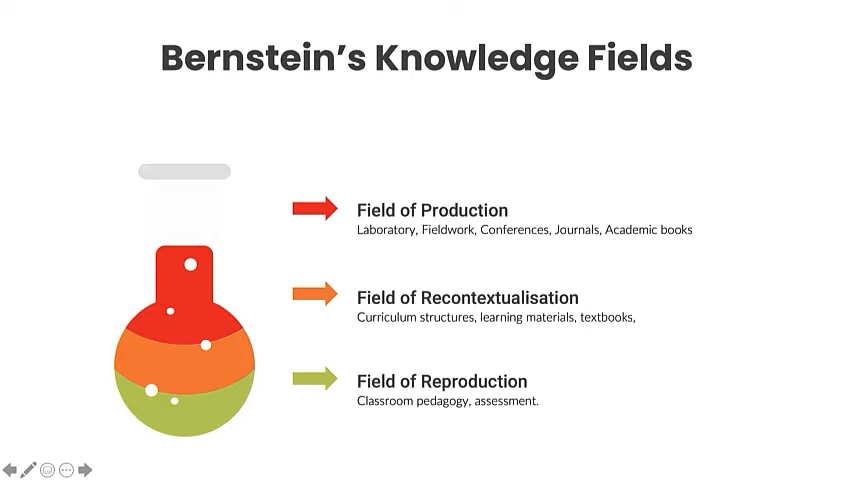 Bernstein’s Knowledge Fields
Field of Production
Laboratory, Fieldwork, Conferences, Journals, Academic books
Field of Recontextualisation
Curriculum structures, learning materials, textbooks,
Field of Reproduction
Classroom pedagogy, assessment.